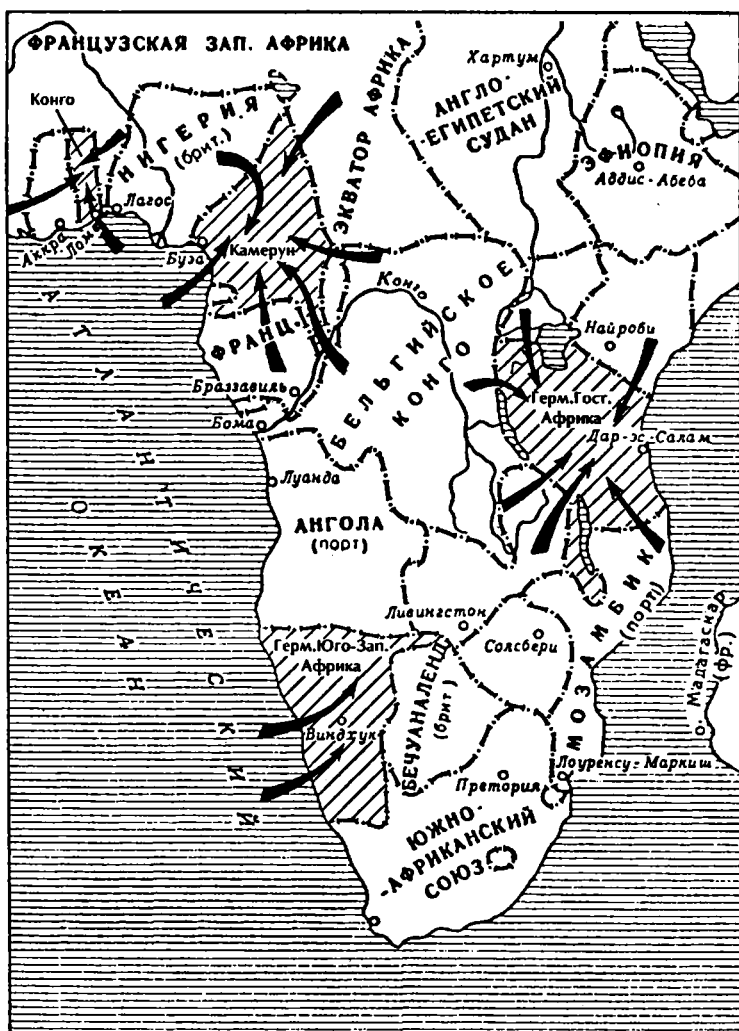 ФРАНЦУЗСКАЯ ЗАП. АФРИКА
Конго
НИГЕРИЯ
(брит.)
ЭКВАТОР АФРИКА
Хартум
АНГЛО-
ЕГИПЕТСКИЙ
СУДАН
ЭФИОПИЯ
Аддис-Абеба
Лагос
Аккра
Ломе
Буэа
Камерун
ФРАНЦ.
Конго
БЕЛЬГИЙСКОЕ
КОНГО
Найроби
Герм.Гост.
Африка
Дар-эс-Салам
Браззавиль
Бома
Луанда
АНГОЛА
(порт)
АТЛАНТИЧЕСКИЙ
ОКЕАН
Ливингстон
Солсбери
МОЗАМБИК
(порт)
Мадагаскар
(фр.)
Герм.Юго-Зап.
Африка
Виндхук
БЕЧУАНАЛЕНД
(брит)
Претория
Лоуренсу-Маркиш
ЮЖНО-
-АФРИКАНСКИЙ
СОЮЗ